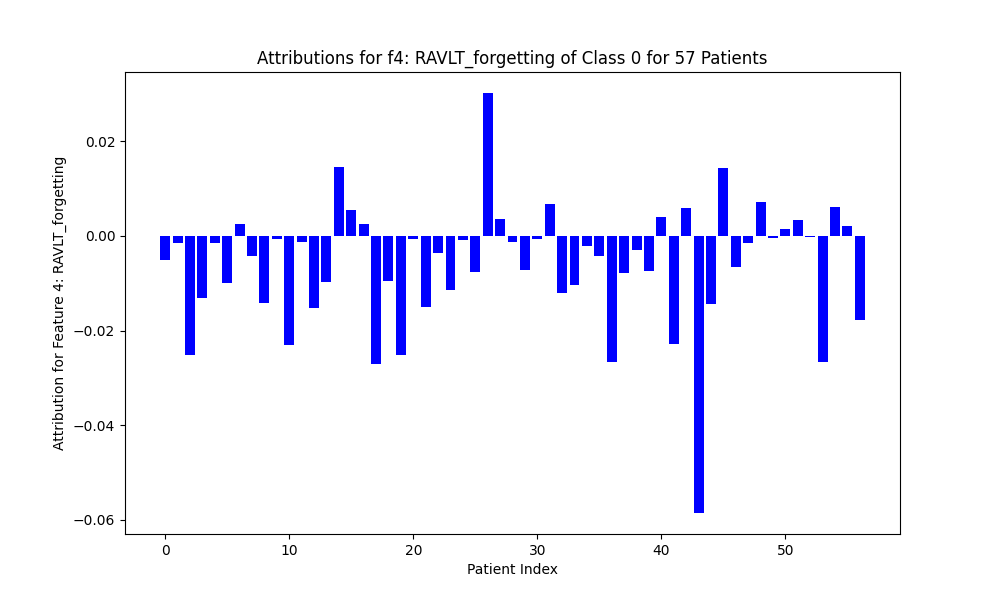 Attributions for f4: RAVLT_forgetting of Class 0 for 57 Patients
Attribution for Feature 4: RAVLT_forgetting
0.02
0.00
−0.02
−0.04
−0.06
0 10 20 30 40 50
Patient Index